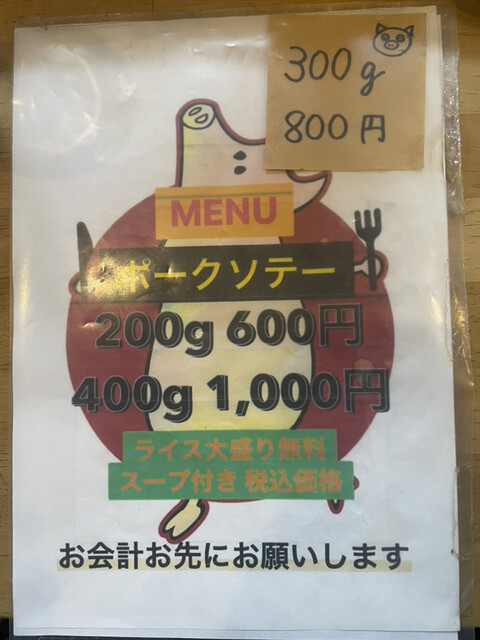 300g
800円
MENU
ポークソテー
200g 600円
400g 1,000円
ライス大盛り無料
スープ付き 税込価格
お会計お先にお願いします